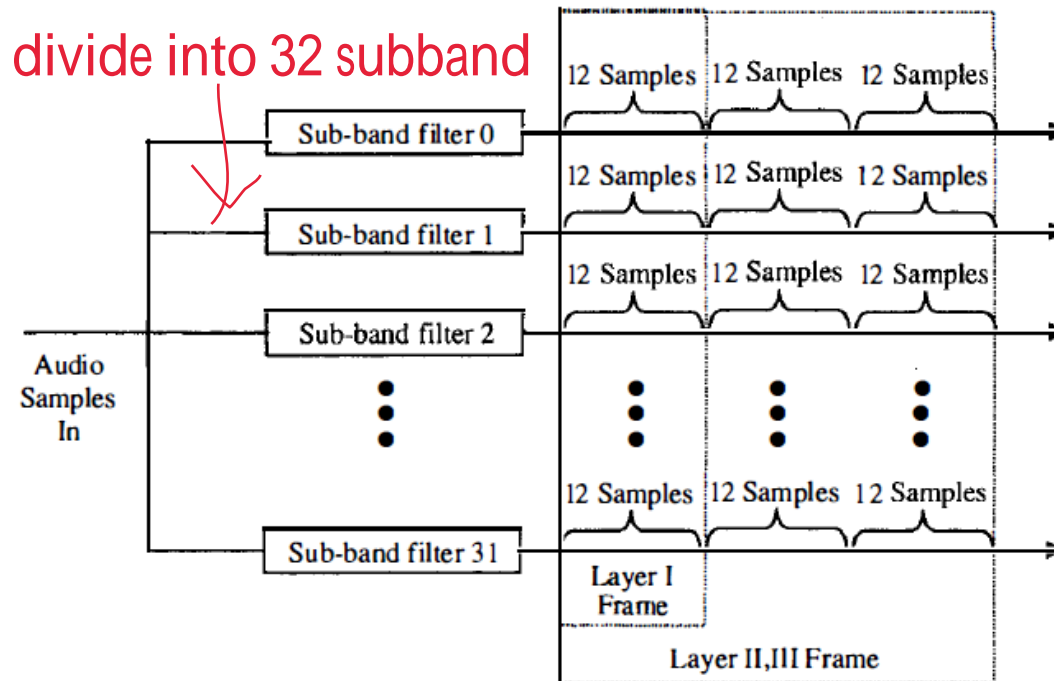 divide into 32 subband
12 Samples 12 Samples 12 Samples
Sub-band filter 0
12 Samples 12 Samples 12 Samples
Sub-band filter 1
12 Samples 12 Samples 12 Samples
Sub-band filter 2
Audio
Samples
In
12 Samples 12 Samples 12 Samples
Sub-band filter 31
Layer I
Frame
Layer II,III Frame